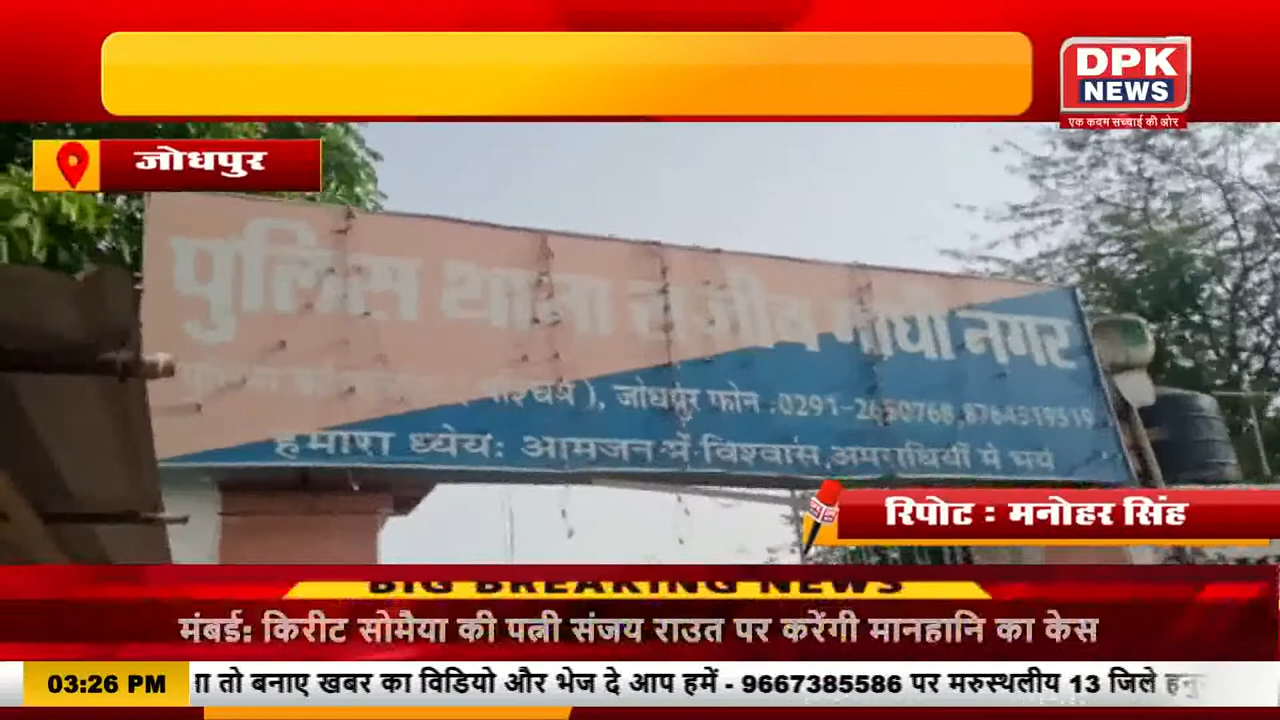 DPK
NEWS
एक कदम सच्चाई की ओर
जोधपुर
पुलिस थाना राजीव गांधी नगर
), जोधपुर फोन :0291-2650768,8764319519
हमारा ध्येय: आमजन में विश्वास,अपराधियों में भय
रिपोट : मनोहर सिंह
BIG BREAKING NEWS
मंबई: किरीट सोमैया की पत्नी संजय राउत पर करेंगी मानहानि का केस
03:26 PM
तो बनाए खबर का विडियो और भेज दे आप हमें - 9667385586 पर मरुस्थलीय 13 जिले